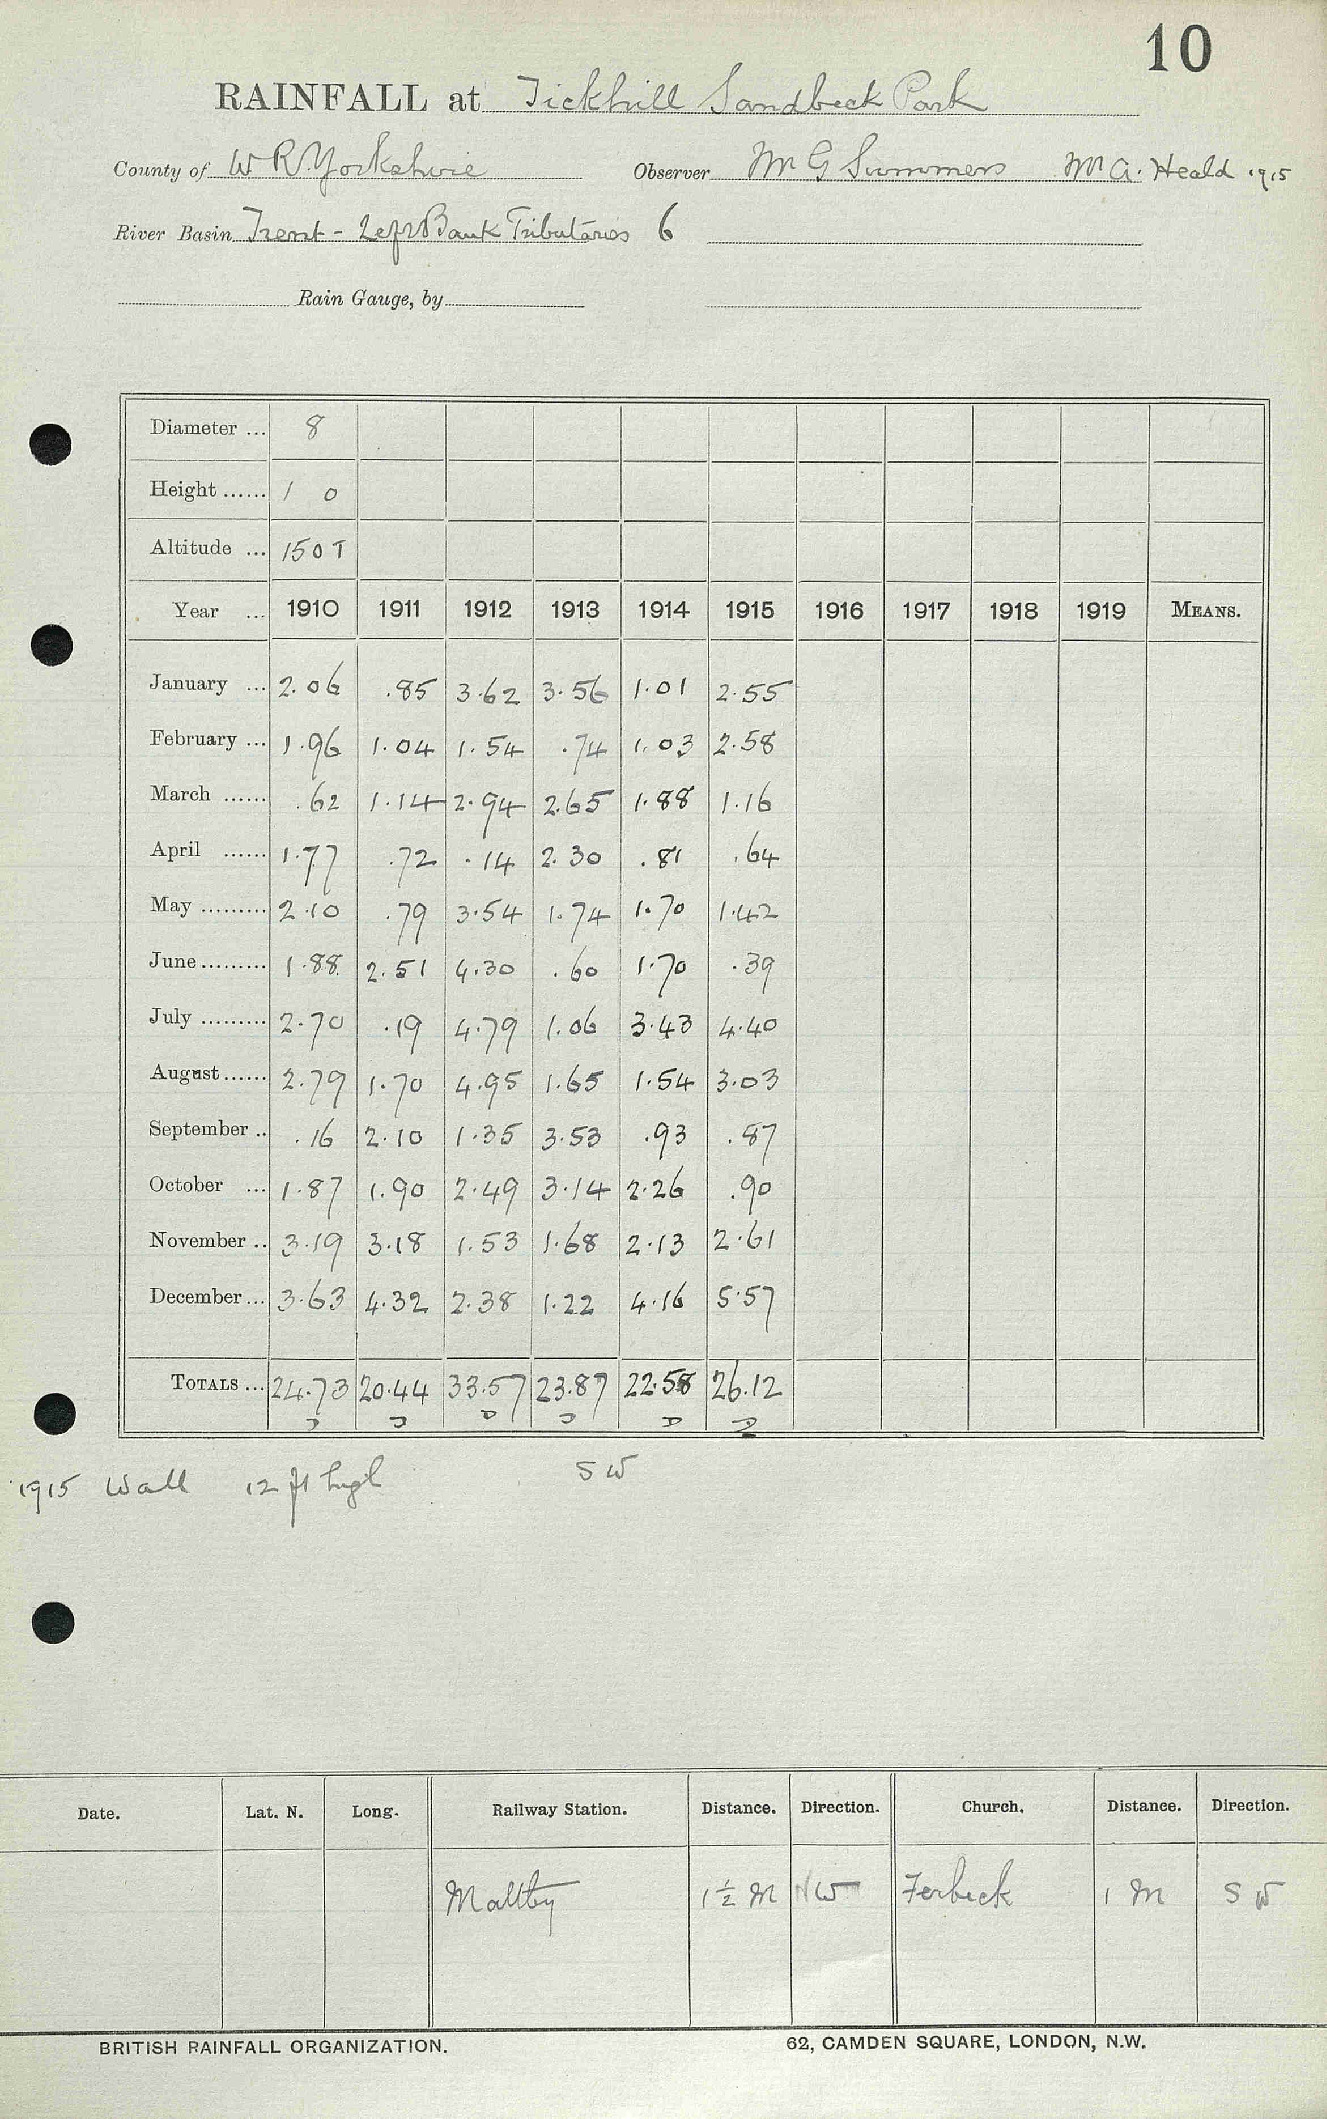 10
RAINFALL at Tickhill Sandbeck Park
County of W R Yorkshire Observer Mr G Summers Mr A. Heald 1915
River Basin Trent - Left Bank Tributaries 6
Rain Gauge, by
Diameter ... 8
Height ...... 1 0
Altitude ... 150 T
Year ... 1910 1911 1912 1913 1914 1915 1916 1917 1918 1919 MEANS.
January ... 2.06 .85 3.62 3.56 1.01 2.55
February ... 1.96 1.04 1.54 .74 1.03 2.58
March ...... .62 1.14 2.94 2.65 1.88 1.16
April ...... 1.77 .72 .14 2.30 .81 .64
May ......... 2.10 .79 3.54 1.74 1.70 1.42
June ......... 1.88 2.51 4.30 .60 1.70 .39
July ......... 2.70 .19 4.79 1.06 3.43 4.40
August ...... 2.79 1.70 4.95 1.65 1.54 3.03
September .. .16 2.10 1.35 3.53 .93 .87
October ... 1.87 1.90 2.49 3.14 2.26 .90
November .. 3.19 3.18 1.53 1.68 2.13 2.61
December ... 3.63 4.32 2.38 1.22 4.16 5.57
TOTALS ... 24.73 20.44 33.57 23.87 22.58 26.12
1915 Wall 12 ft high SW
Date. Lat. N. Long. Railway Station. Distance. Direction. Church. Distance. Direction.
Maltby 1½ M NW Firbeck 1 M SW
BRITISH RAINFALL ORGANIZATION. 62, CAMDEN SQUARE, LONDON, N.W.